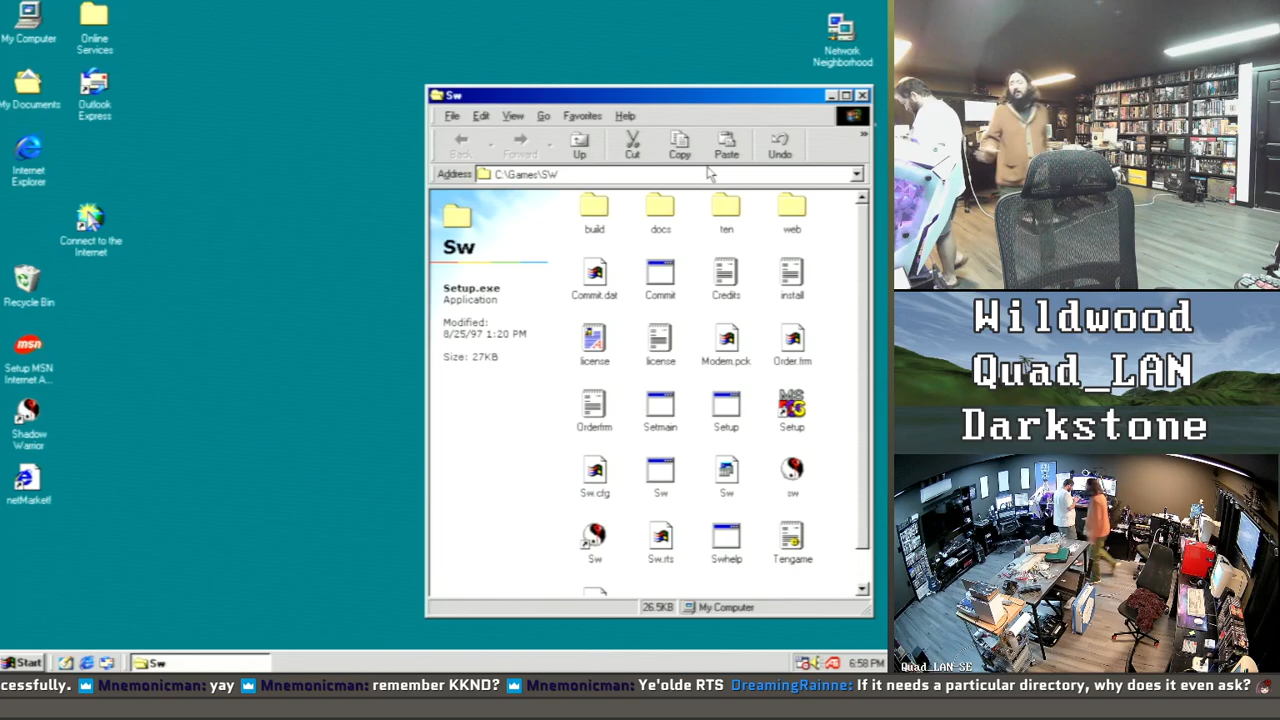 My Computer
Online
Services
Network
Neighborhood
My Documents
Outlook
Express
Internet
Explorer
Connect to the
Internet
Recycle Bin
msn
Setup MSN
Internet A...
Shadow
Warrior
netMarket!
Sw
File Edit View Go Favorites Help
Back Forward Up Cut Copy Paste Undo
Address C:\Games\SW
Sw
Setup.exe
Application
Modified:
8/25/97 1:20 PM
Size: 27KB
build docs ten web
Commit.dat Commit Credits install
license license Modem.pck Order.frm
Orderfrm Setmain Setup Setup
Sw.cfg Sw Sw sw
Sw Sw.rts Swhelp Tengame
26.5KB My Computer
Start Sw 6:58 PM
Wildwood
Quad_LAN
Darkstone
Quad_LAN-SE
cessfully. Mnemonicman: yay Mnemonicman: remember KKND? Mnemonicman: Ye'olde RTS DreamingRainne: If it needs a particular directory, why does it even ask?